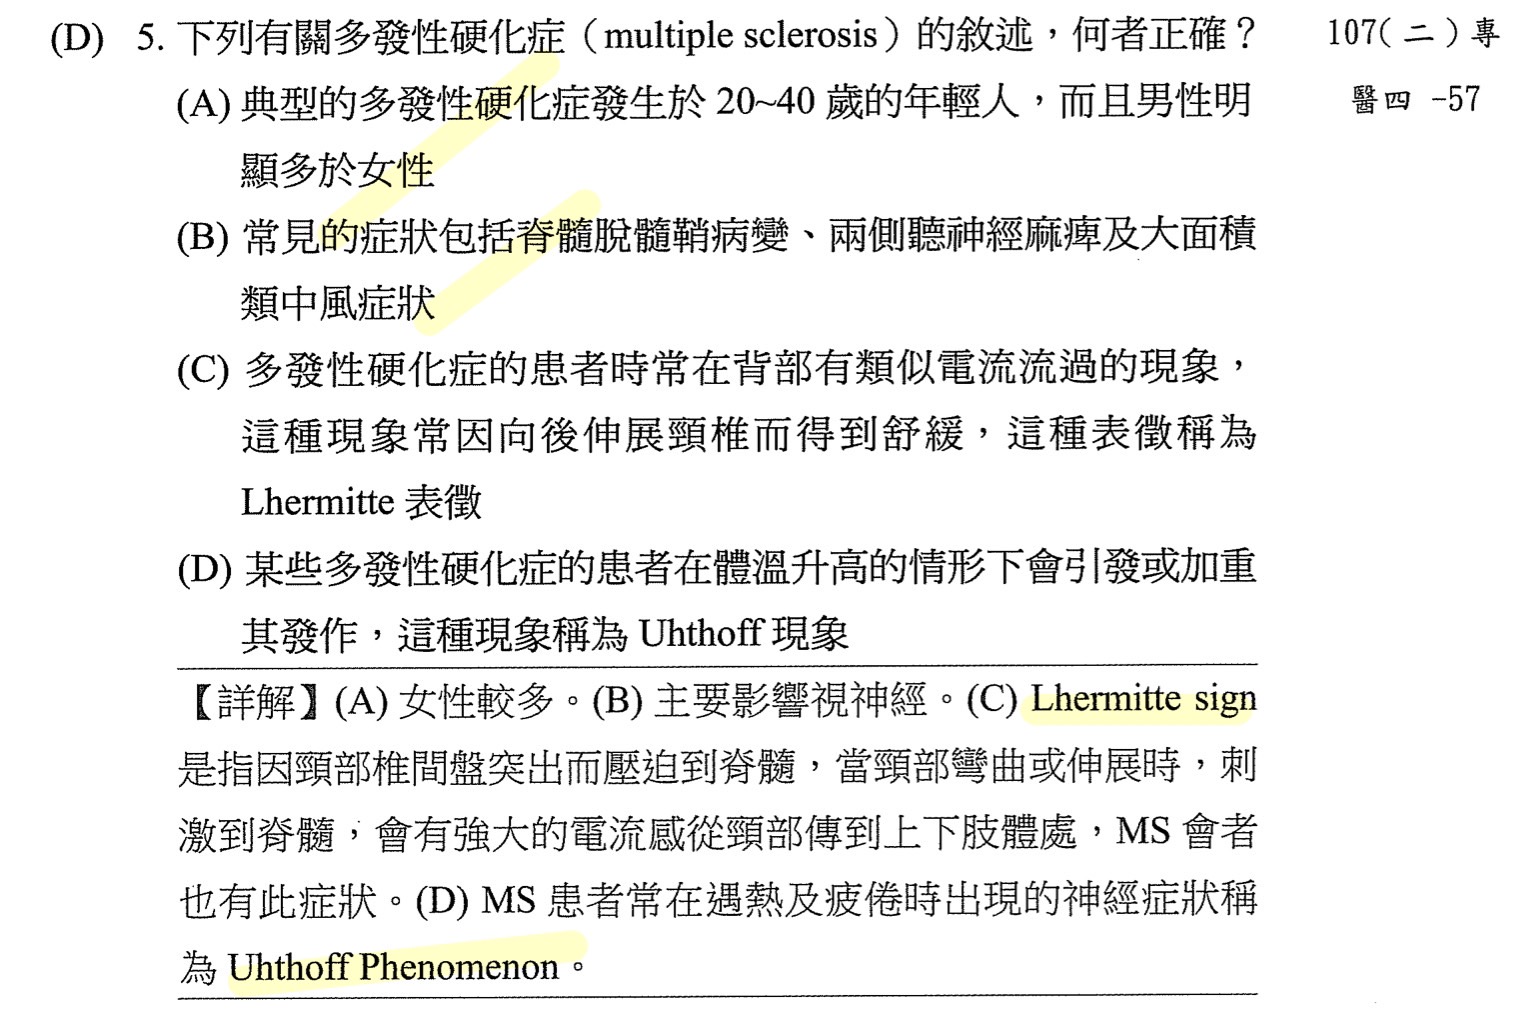 (D) 5. 下列有關多發性硬化症（multiple sclerosis）的敘述，何者正確？ 107(二)專
(A) 典型的多發性硬化症發生於 20~40 歲的年輕人，而且男性明 醫四 -57
顯多於女性
(B) 常見的症狀包括脊髓脫髓鞘病變、兩側聽神經麻痺及大面積
類中風症狀
(C) 多發性硬化症的患者時常在背部有類似電流流過的現象，
這種現象常因向後伸展頸椎而得到舒緩，這種表徵稱為
Lhermitte 表徵
(D) 某些多發性硬化症的患者在體溫升高的情形下會引發或加重
其發作，這種現象稱為 Uhthoff 現象
【詳解】(A) 女性較多。(B) 主要影響視神經。(C) Lhermitte sign
是指因頸部椎間盤突出而壓迫到脊髓，當頸部彎曲或伸展時，刺
激到脊髓，會有強大的電流感從頸部傳到上下肢體處，MS 會者
也有此症狀。(D) MS 患者常在遇熱及疲倦時出現的神經症狀稱
為 Uhthoff Phenomenon。